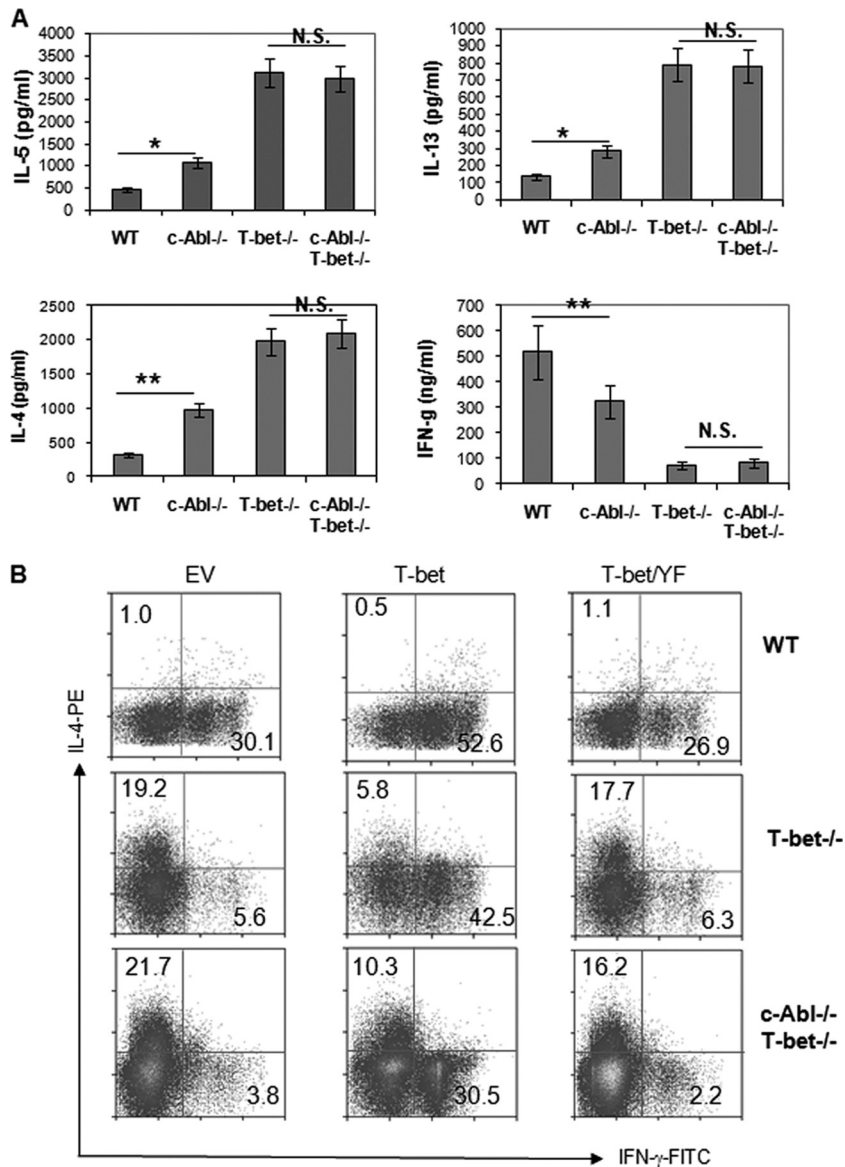 A
IL-5 (pg/ml)
3500
3000
2500
2000
1500
1000
500
0
*
N.S.
WT c-Abl-/- T-bet-/- c-Abl-/-
T-bet-/-
IL-13 (pg/ml)
1000
900
800
700
600
500
400
300
200
100
0
*
N.S.
WT c-Abl-/- T-bet-/- c-Abl-/-
T-bet-/-
IL-4 (pg/ml)
2500
2000
1500
1000
500
0
**
N.S.
WT c-Abl-/- T-bet-/- c-Abl-/-
T-bet-/-
IFN-g (ng/ml)
700
600
500
400
300
200
100
0
**
N.S.
WT c-Abl-/- T-bet-/- c-Abl-/-
T-bet-/-
B
EV T-bet T-bet/YF
1.0 0.5 1.1
WT
30.1 52.6 26.9
19.2 5.8 17.7
T-bet-/-
5.6 42.5 6.3
21.7 10.3 16.2
c-Abl-/-
T-bet-/-
3.8 30.5 2.2
IL-4-PE
IFN-γ-FITC